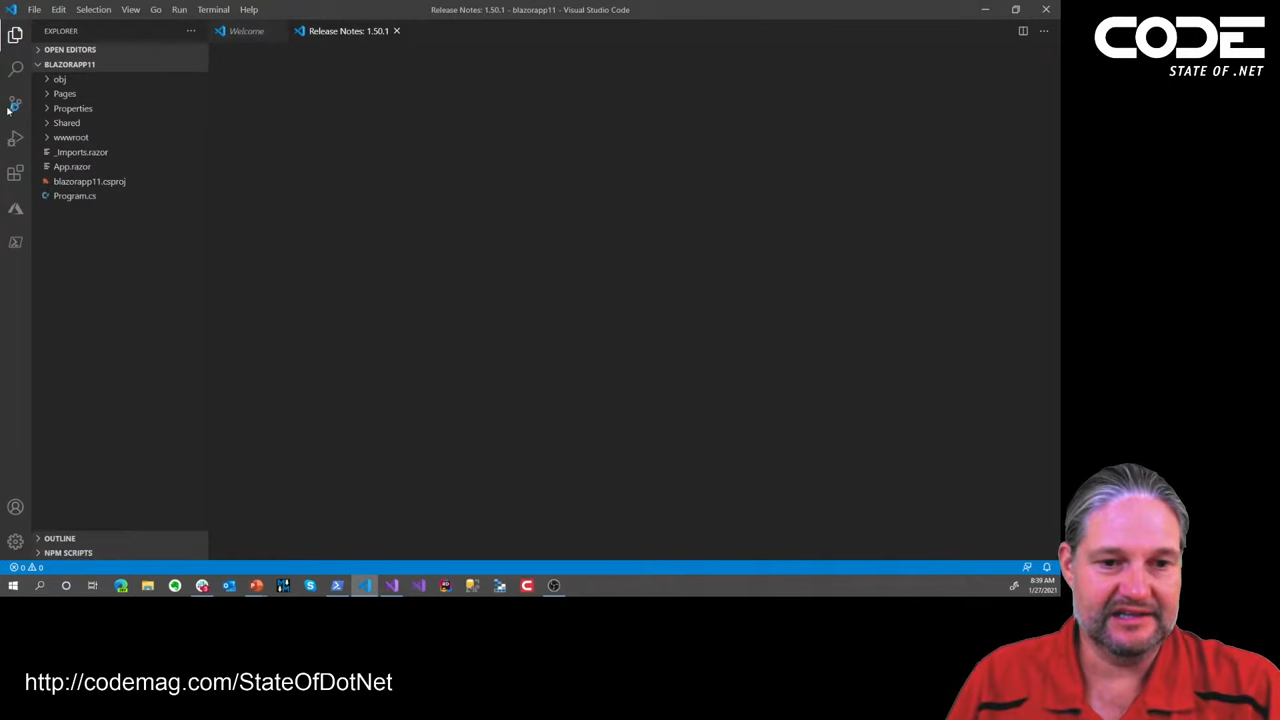 File Edit Selection View Go Run Terminal Help
Release Notes: 1.50.1 - blazorapp11 - Visual Studio Code
EXPLORER
Welcome
Release Notes: 1.50.1
OPEN EDITORS
BLAZORAPP11
obj
Pages
Properties
Shared
wwwroot
_Imports.razor
App.razor
blazorapp11.csproj
Program.cs
OUTLINE
NPM SCRIPTS
0 0
8:39 AM
1/27/2021
CODE
STATE OF .NET
http://codemag.com/StateOfDotNet